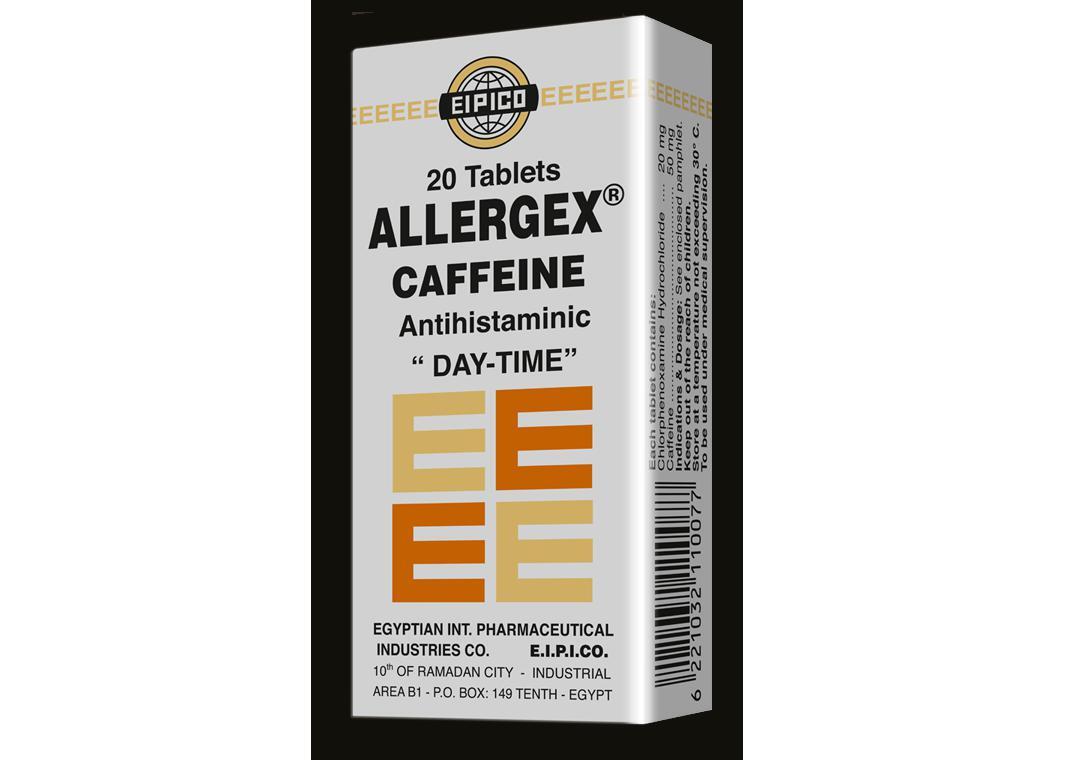 EEEEEE EIPICO EEEEEE EEEEEEEE
20 Tablets
ALLERGEX®
CAFFEINE
Antihistaminic
“ DAY-TIME”
E E
E E
EGYPTIAN INT. PHARMACEUTICAL
INDUSTRIES CO. E.I.P.I.CO.
10th OF RAMADAN CITY - INDUSTRIAL
AREA B1 - P.O. BOX: 149 TENTH - EGYPT
Each tablet contains:
Chlorphenoxamine Hydrochloride .... 20 mg
Caffeine ................................................ 50 mg
Indications & Dosage: See enclosed pamphlet.
Keep out of the reach of children.
Store at a temperature not exceeding 30° C.
To be used under medical supervision.
6 221032 110077